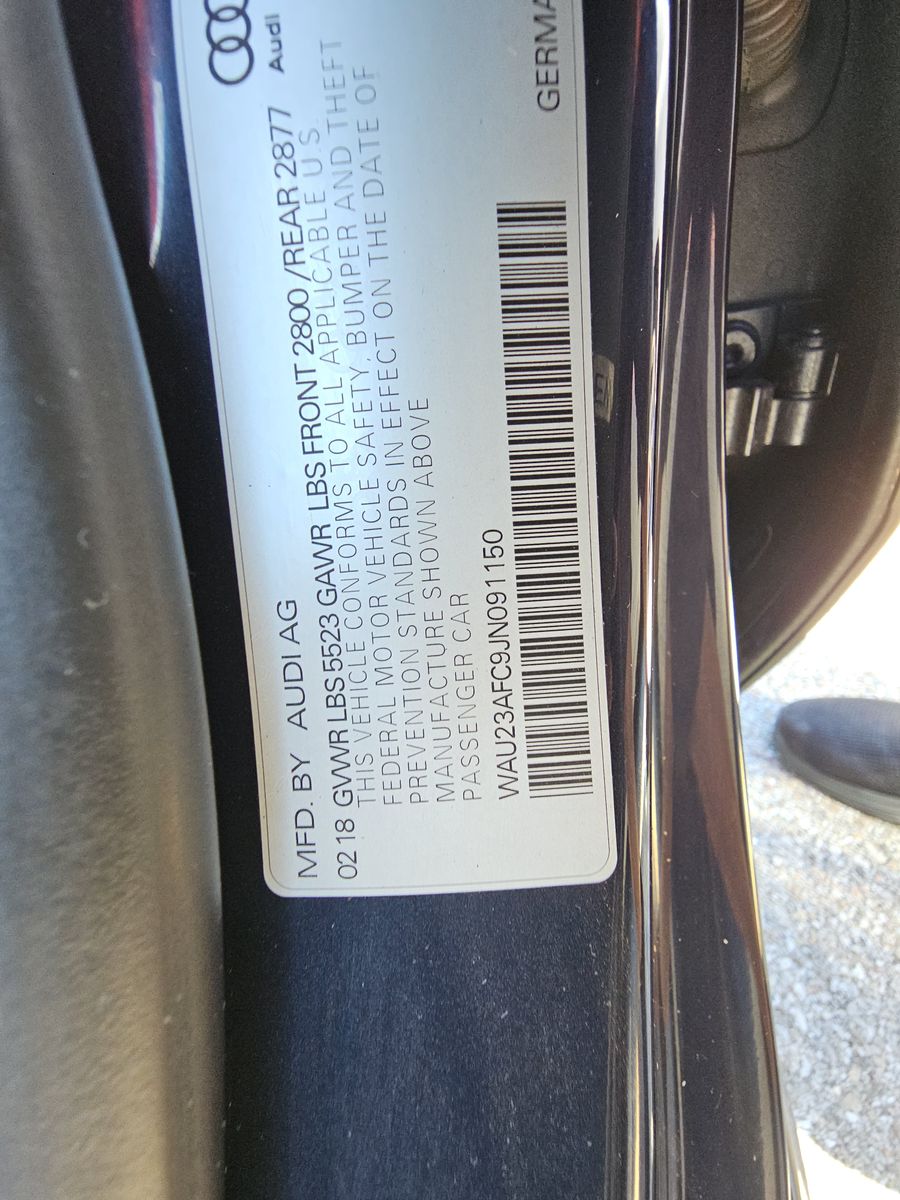 MFD. BY AUDI AG
Audi
02 18 GVWR LBS 5523 GAWR LBS FRONT 2800 /REAR 2877
THIS VEHICLE CONFORMS TO ALL APPLICABLE U.S.
FEDERAL MOTOR VEHICLE SAFETY, BUMPER AND THEFT
PREVENTION STANDARDS IN EFFECT ON THE DATE OF
MANUFACTURE SHOWN ABOVE
PASSENGER CAR
WAU23AFC9JN091150
GERMA